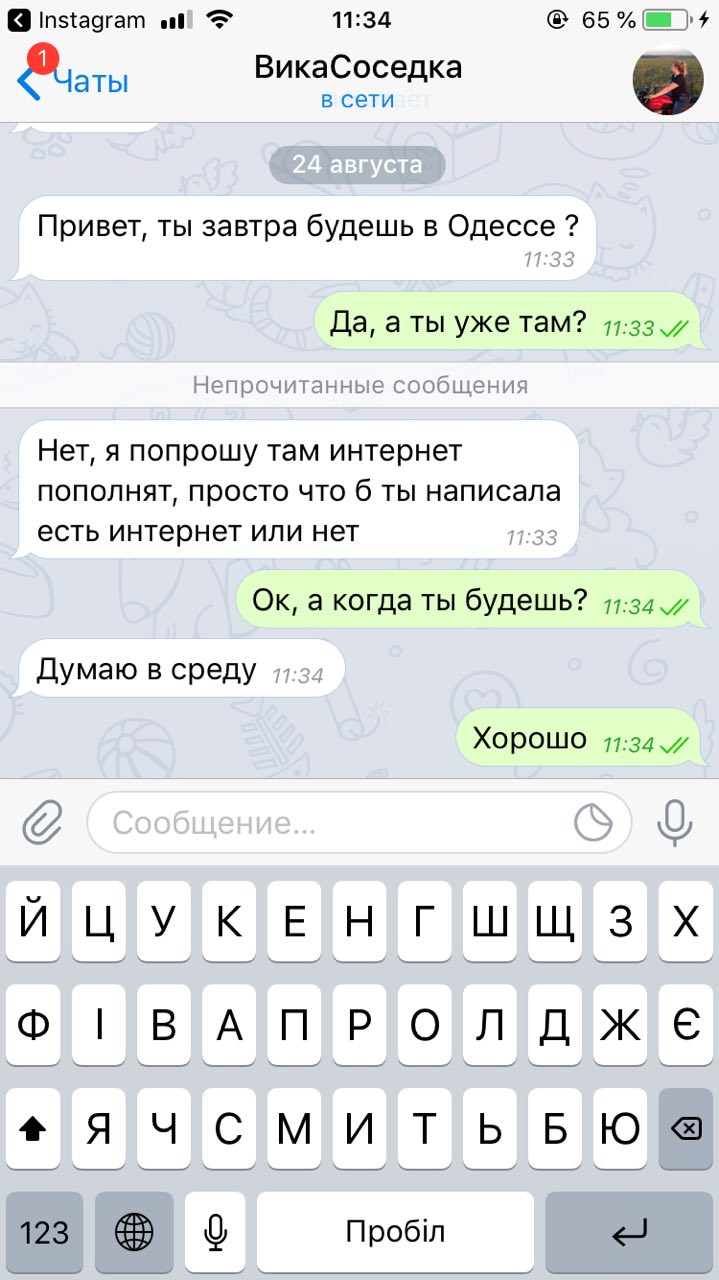 Instagram 11:34 65 %
1
Чаты
ВикаСоседка
в сети
24 августа
Привет, ты завтра будешь в Одессе ?
11:33
Да, а ты уже там? 11:33
Непрочитанные сообщения
Нет, я попрошу там интернет
пополнят, просто что б ты написала
есть интернет или нет 11:33
Ок, а когда ты будешь? 11:34
Думаю в среду 11:34
Хорошо 11:34
Сообщение...
Й Ц У К Е Н Г Ш Щ З Х
Ф І В А П Р О Л Д Ж Є
Я Ч С М И Т Ь Б Ю
123 Пробіл